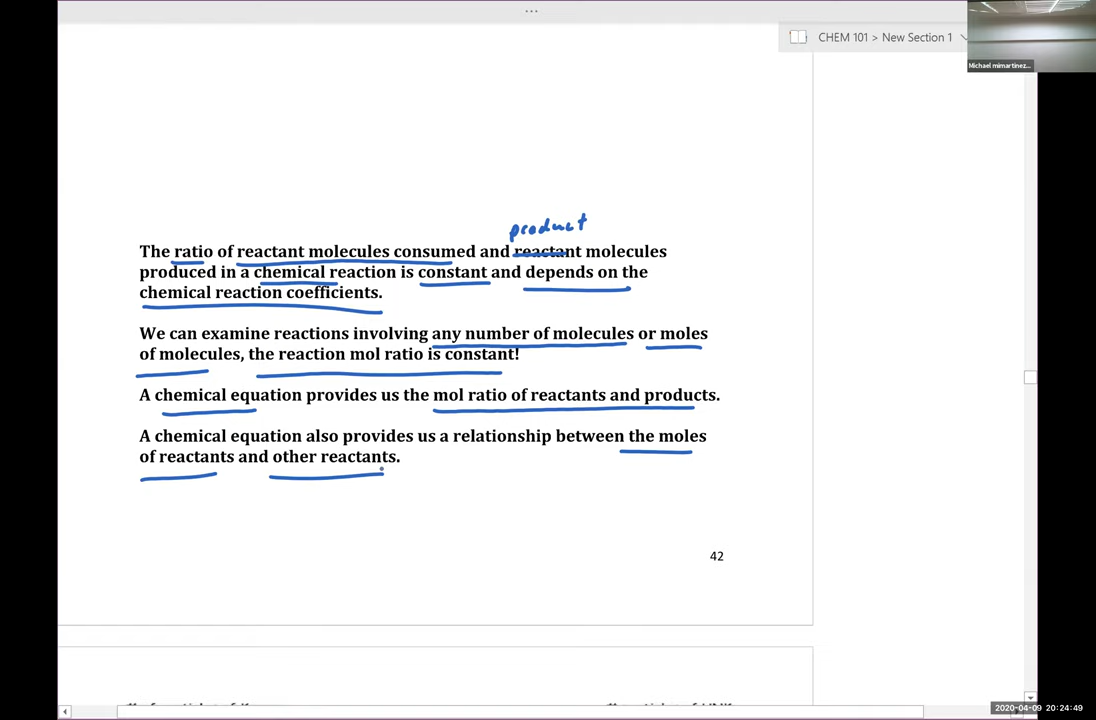 ...
CHEM 101 > New Section 1
Michael mimartinez...
product
The ratio of reactant molecules consumed and reactant molecules
produced in a chemical reaction is constant and depends on the
chemical reaction coefficients.
We can examine reactions involving any number of molecules or moles
of molecules, the reaction mol ratio is constant!
A chemical equation provides us the mol ratio of reactants and products.
A chemical equation also provides us a relationship between the moles
of reactants and other reactants.
42
2020-04-09 20:24:49